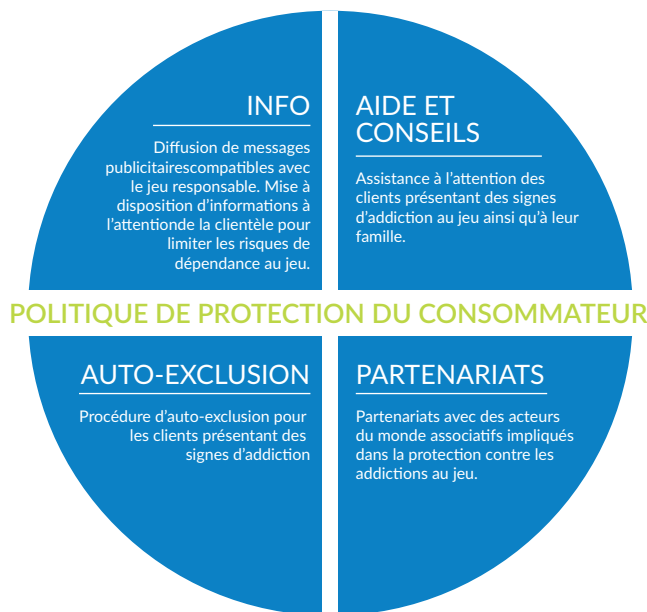 INFO
Diffusion de messages
publicitairescompatibles avec
le jeu responsable. Mise à
disposition d'informations à
l'attentionde la clientèle pour
limiter les risques de
dépendance au jeu.
AIDE ET
CONSEILS
Assistance à l'attention des
clients présentant des signes
d'addiction au jeu ainsi qu'à leur
famille.
POLITIQUE DE PROTECTION DU CONSOMMATEUR
AUTO-EXCLUSION
Procédure d'auto-exclusion pour
les clients présentant des
signes d'addiction
PARTENARIATS
Partenariats avec des acteurs
du monde associatifs impliqués
dans la protection contre les
addictions au jeu.